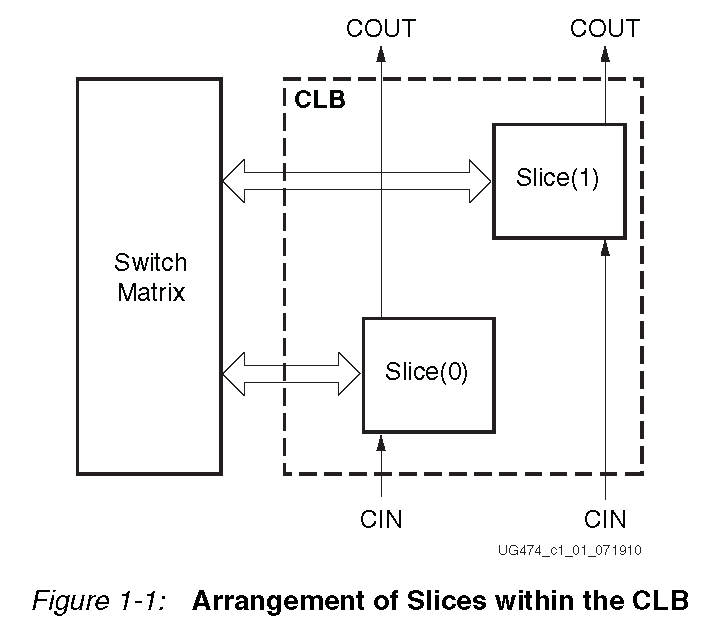 COUT COUT
CLB
Slice(1)
Switch
Matrix
Slice(0)
CIN CIN
UG474_c1_01_071910
Figure 1-1: Arrangement of Slices within the CLB